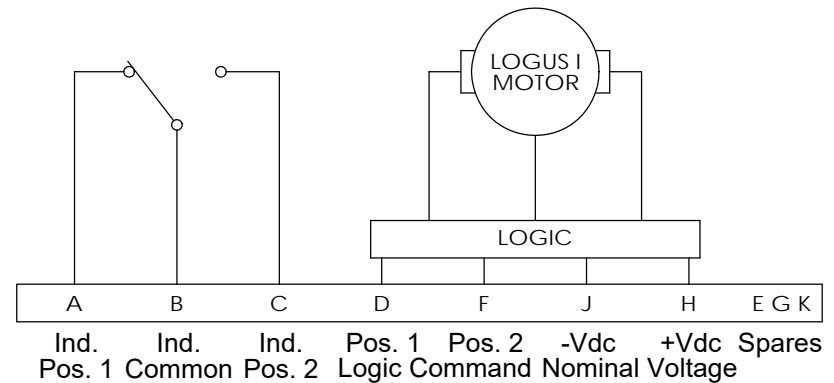 LOGUS I
MOTOR
LOGIC
A B C D F J H E G K
Ind. Ind. Ind. Pos. 1 Pos. 2 -Vdc +Vdc Spares
Pos. 1 Common Pos. 2 Logic Command Nominal Voltage